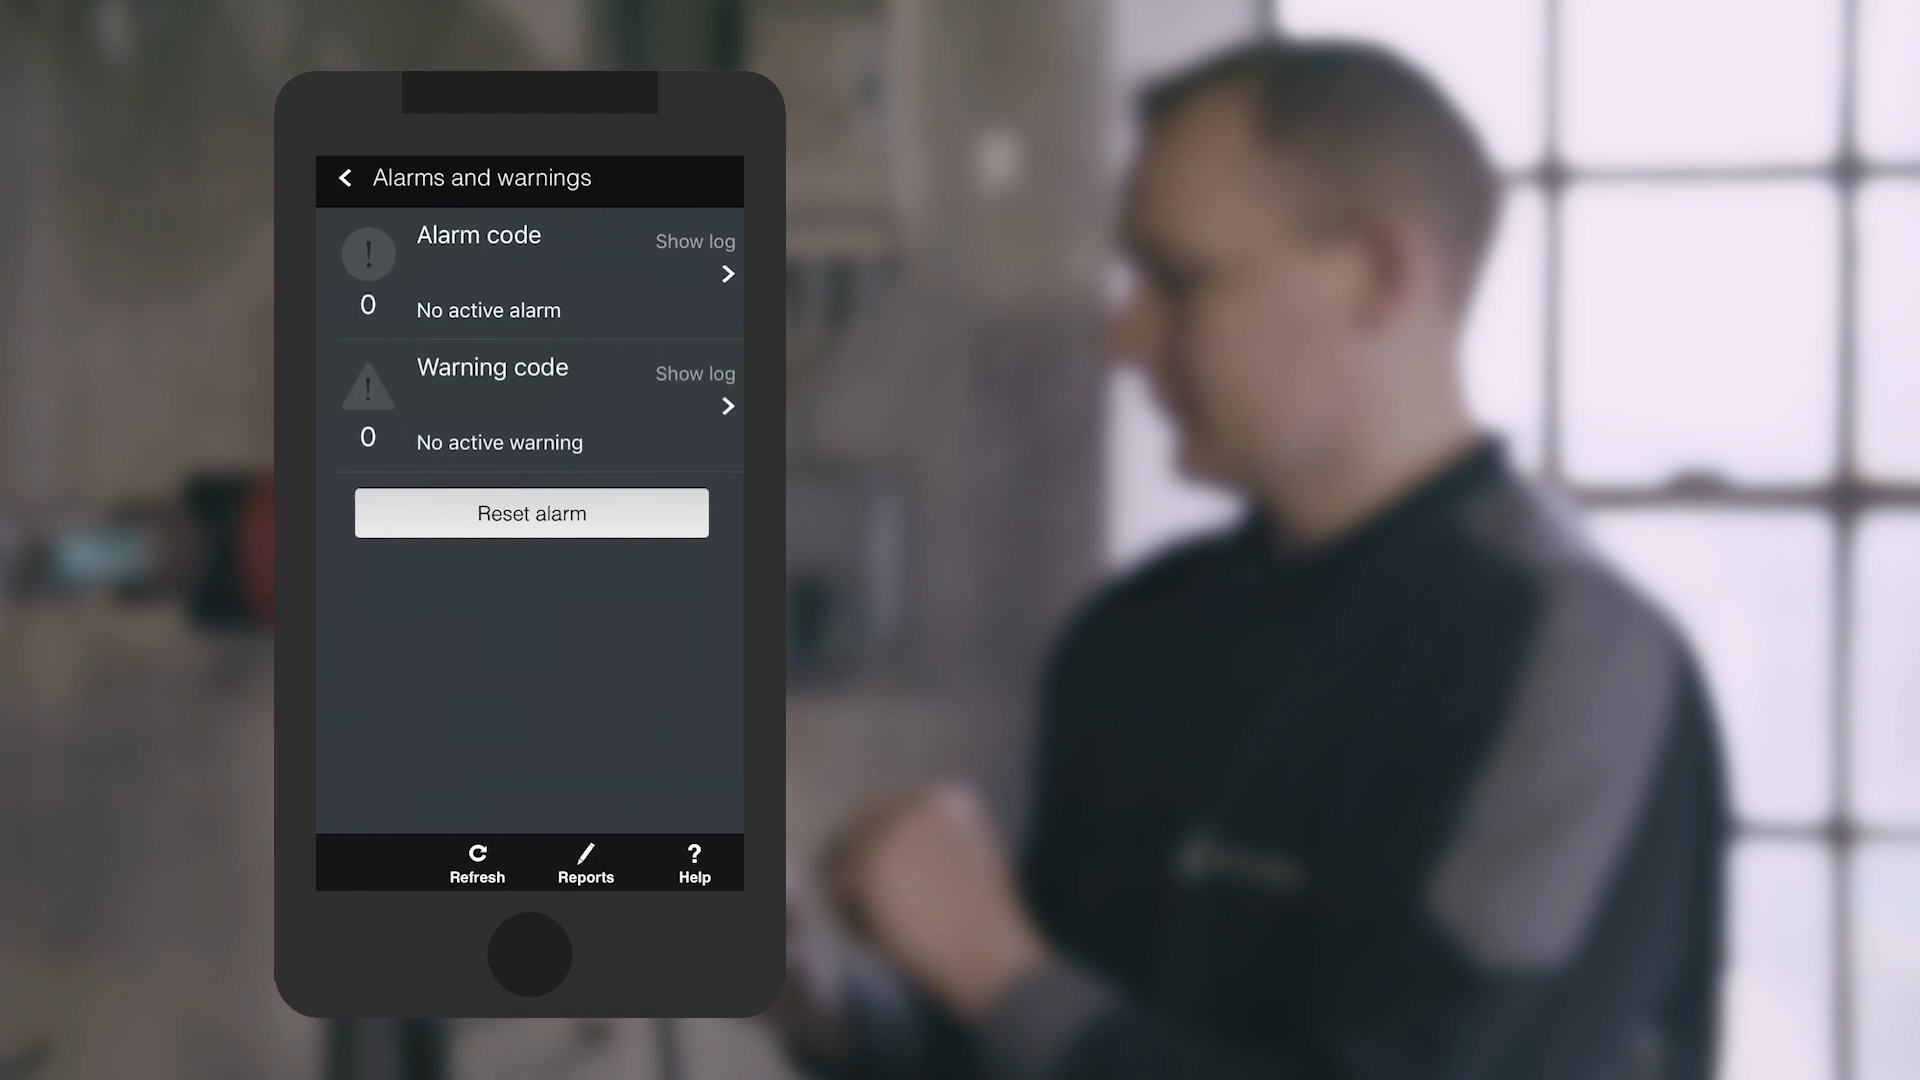 Alarms and warnings
Alarm code
Show log
!
0
No active alarm
Warning code
Show log
!
0
No active warning
Reset alarm
Refresh
Reports
? Help